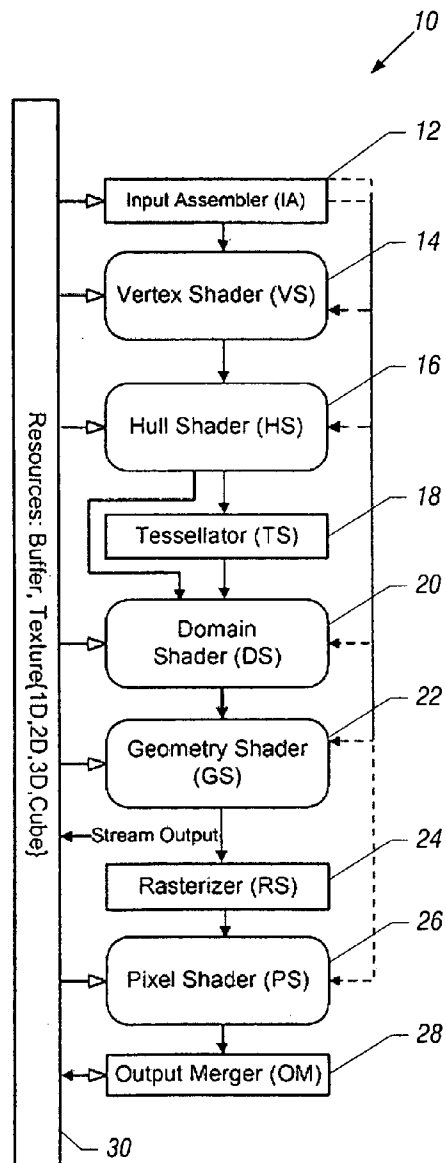 10
12
Input Assembler (IA)
14
Vertex Shader (VS)
16
Hull Shader (HS)
18
Tessellator (TS)
20
Domain
Shader (DS)
22
Geometry Shader
(GS)
Stream Output
24
Rasterizer (RS)
26
Pixel Shader (PS)
28
Output Merger (OM)
30
Resources: Buffer, Texture{1D,2D,3D,Cube}